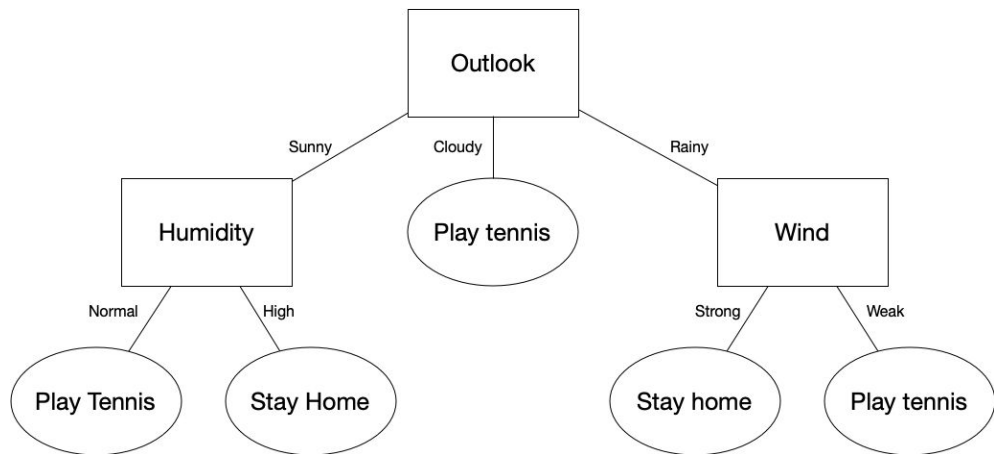 Outlook
Sunny
Cloudy
Rainy
Humidity
Play tennis
Wind
Normal
High
Strong
Weak
Play Tennis
Stay Home
Stay home
Play tennis